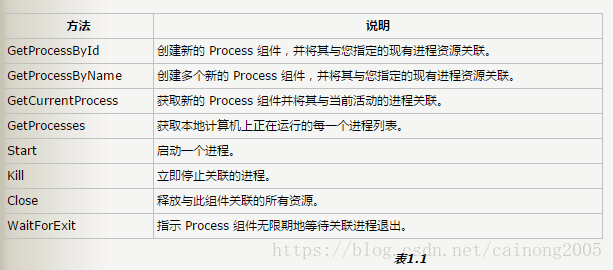 方法 说明
GetProcessById 创建新的 Process 组件，并将其与您指定的现有进程资源关联。
GetProcessByName 创建多个新的 Process 组件，并将其与您指定的现有进程资源关联。
GetCurrentProcess 获取新的 Process 组件并将其与当前活动的进程关联。
GetProcesses 获取本地计算机上正在运行的每一个进程列表。
Start 启动一个进程。
Kill 立即停止关联的进程。
Close 释放与此组件关联的所有资源。
WaitForExit 指示 Process 组件无限期地等待关联进程退出。
https://blog.csdn.net/cainong2005
表1.1